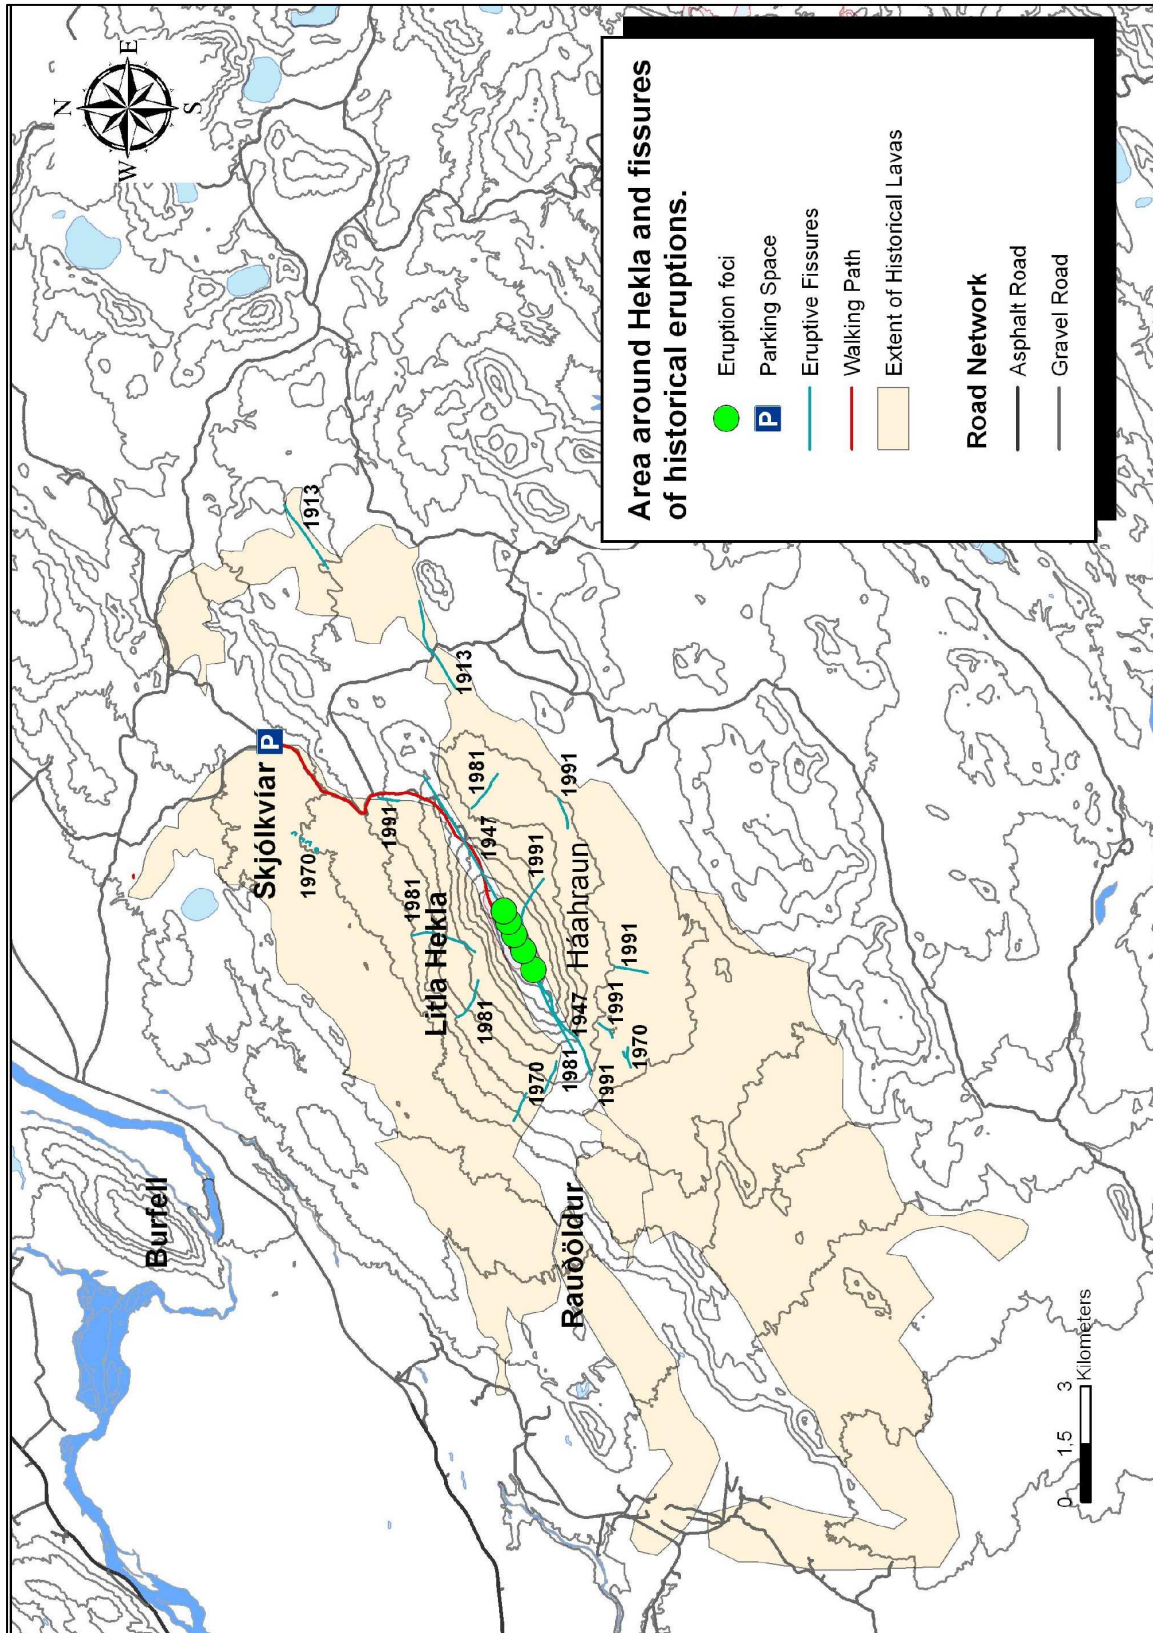 N
E
S
W
Area around Hekla and fissures
of historical eruptions.
Eruption foci
P
Parking Space
Eruptive Fissures
Walking Path
Extent of Historical Lavas
Road Network
Asphalt Road
Gravel Road
Burfell
Skjólkvíar
P
1970
1991
1981
Litla Hekla
1981
1970
1947
1981
1991
1991
1913
1913
Háahraun
1947
1981
1991
1991
1991
1970
Rauðöldur
0 1,5 3
Kilometers